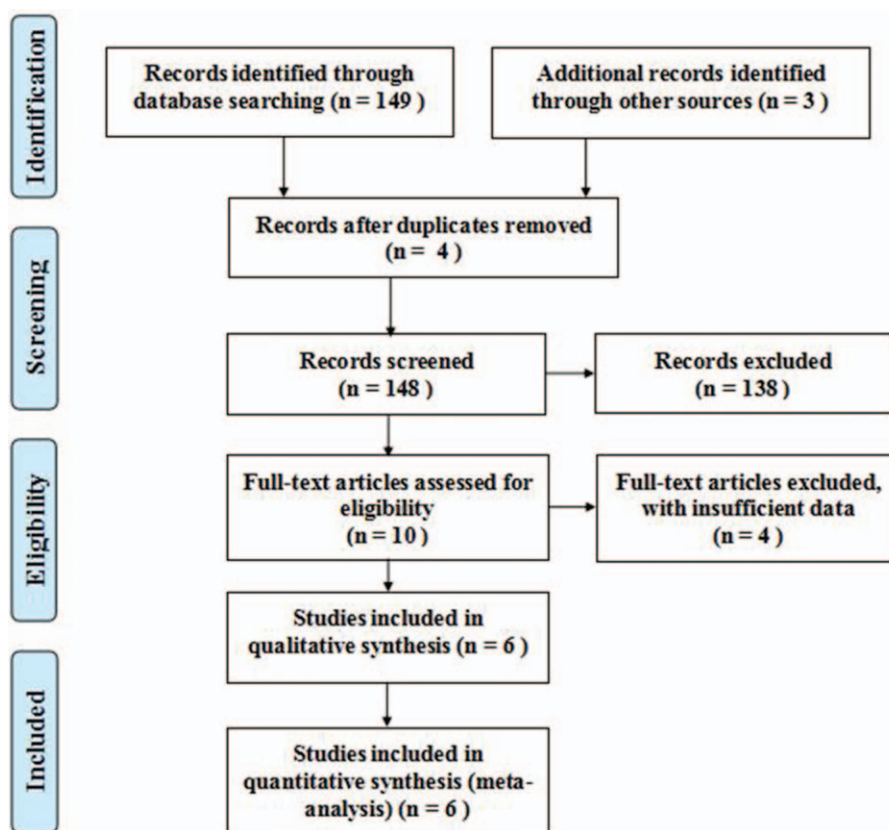 Identification
Records identified through
database searching (n = 149 )
Additional records identified
through other sources (n = 3 )
Records after duplicates removed
(n = 4 )
Screening
Records screened
(n = 148 )
Records excluded
(n = 138 )
Eligibility
Full-text articles assessed for
eligibility
(n = 10 )
Full-text articles excluded,
with insufficient data
(n = 4 )
Studies included in
qualitative synthesis (n = 6 )
Included
Studies included in
quantitative synthesis (meta-
analysis) (n = 6 )